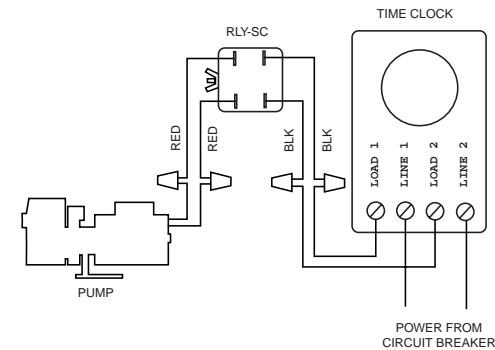 TIME CLOCK
RLY-SC
RED
RED
BLK
BLK
LOAD 1
LINE 1
LOAD 2
LINE 2
PUMP
POWER FROM
CIRCUIT BREAKER